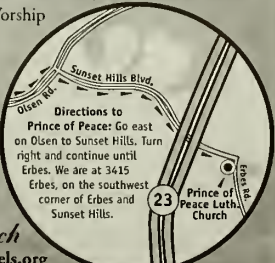 Worship
Sunset Hills Blvd.
Olsen Rd.
Directions to
Prince of Peace: Go east
on Olsen to Sunset Hills. Turn
right and continue until
Erbes. We are at 3415
Erbes, on the southwest
corner of Erbes and
Sunset Hills.
23
Erbes Rd.
Prince of
Peace Luth.
Church
ch
els.org